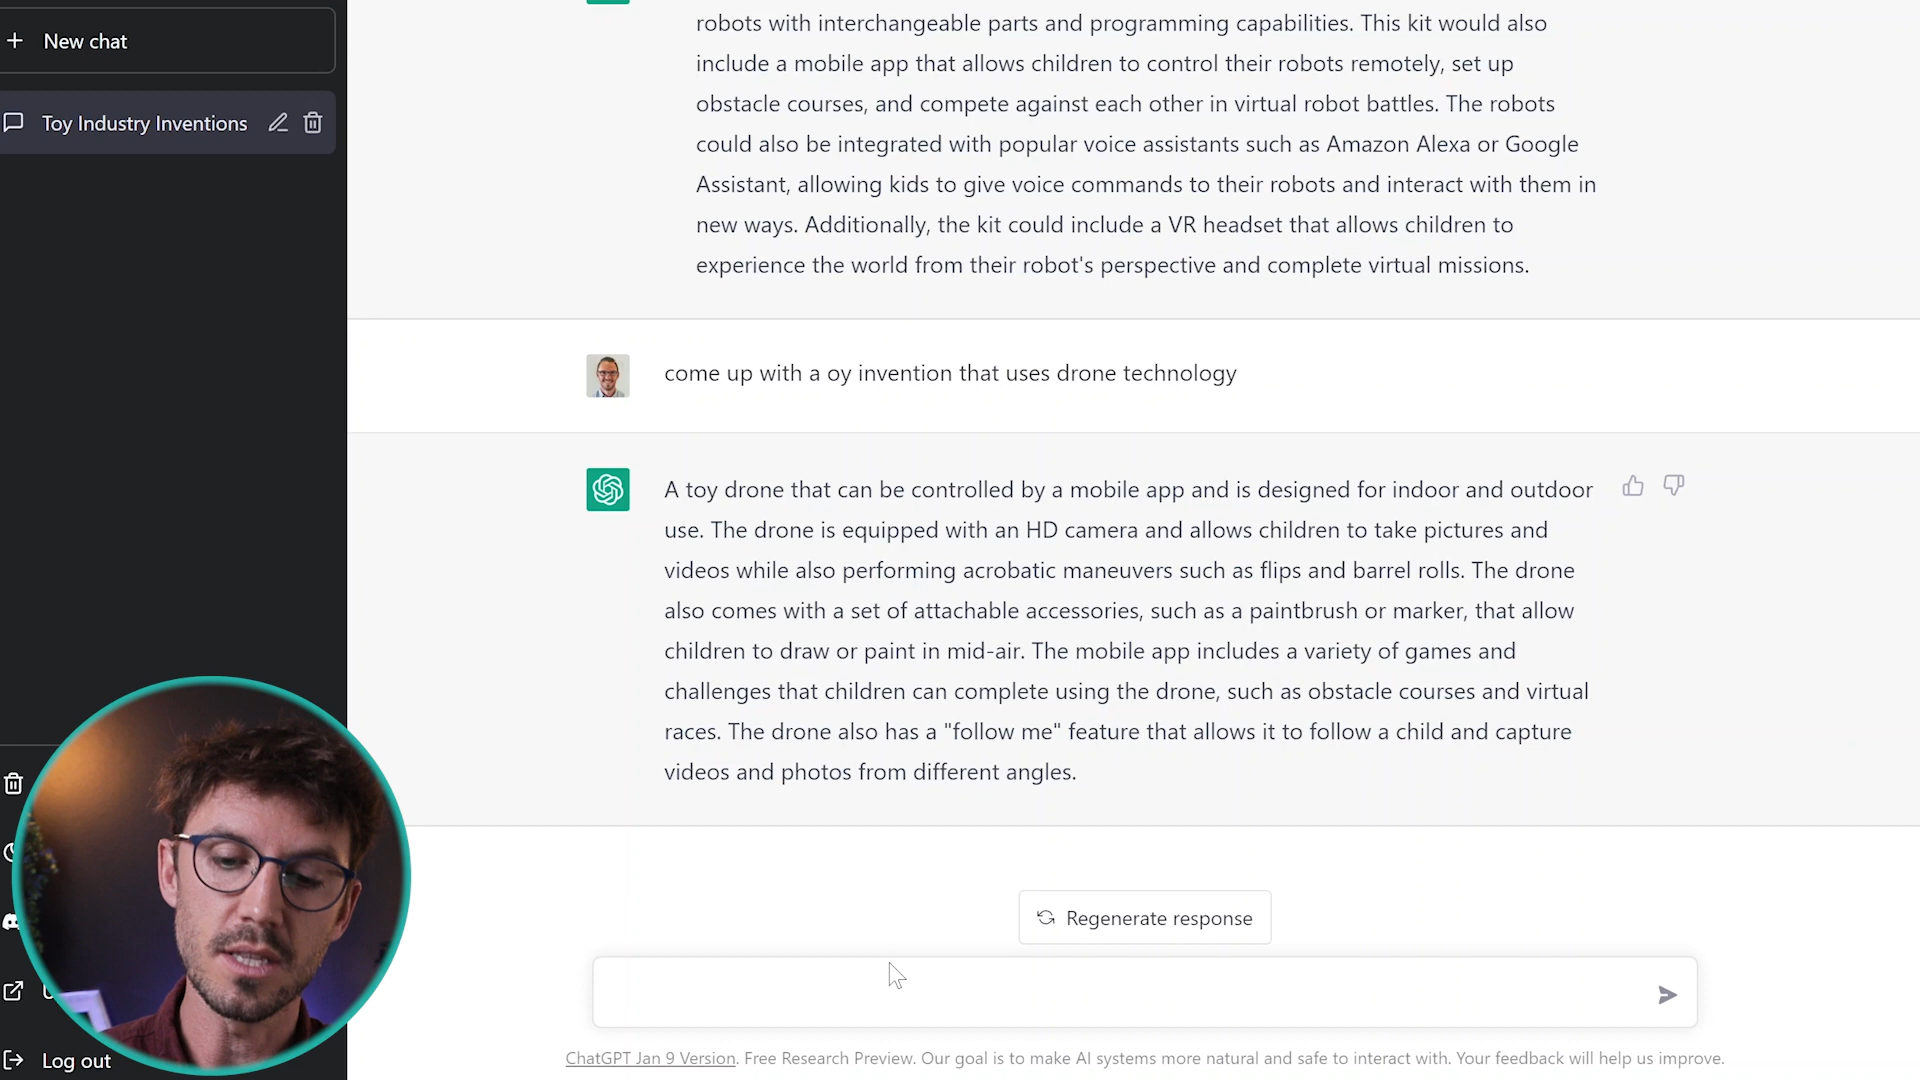 New chat
Toy Industry Inventions
robots with interchangeable parts and programming capabilities. This kit would also
include a mobile app that allows children to control their robots remotely, set up
obstacle courses, and compete against each other in virtual robot battles. The robots
could also be integrated with popular voice assistants such as Amazon Alexa or Google
Assistant, allowing kids to give voice commands to their robots and interact with them in
new ways. Additionally, the kit could include a VR headset that allows children to
experience the world from their robot's perspective and complete virtual missions.
come up with a oy invention that uses drone technology
A toy drone that can be controlled by a mobile app and is designed for indoor and outdoor
use. The drone is equipped with an HD camera and allows children to take pictures and
videos while also performing acrobatic maneuvers such as flips and barrel rolls. The drone
also comes with a set of attachable accessories, such as a paintbrush or marker, that allow
children to draw or paint in mid-air. The mobile app includes a variety of games and
challenges that children can complete using the drone, such as obstacle courses and virtual
races. The drone also has a "follow me" feature that allows it to follow a child and capture
videos and photos from different angles.
Regenerate response
Log out
ChatGPT Jan 9 Version. Free Research Preview. Our goal is to make AI systems more natural and safe to interact with. Your feedback will help us improve.